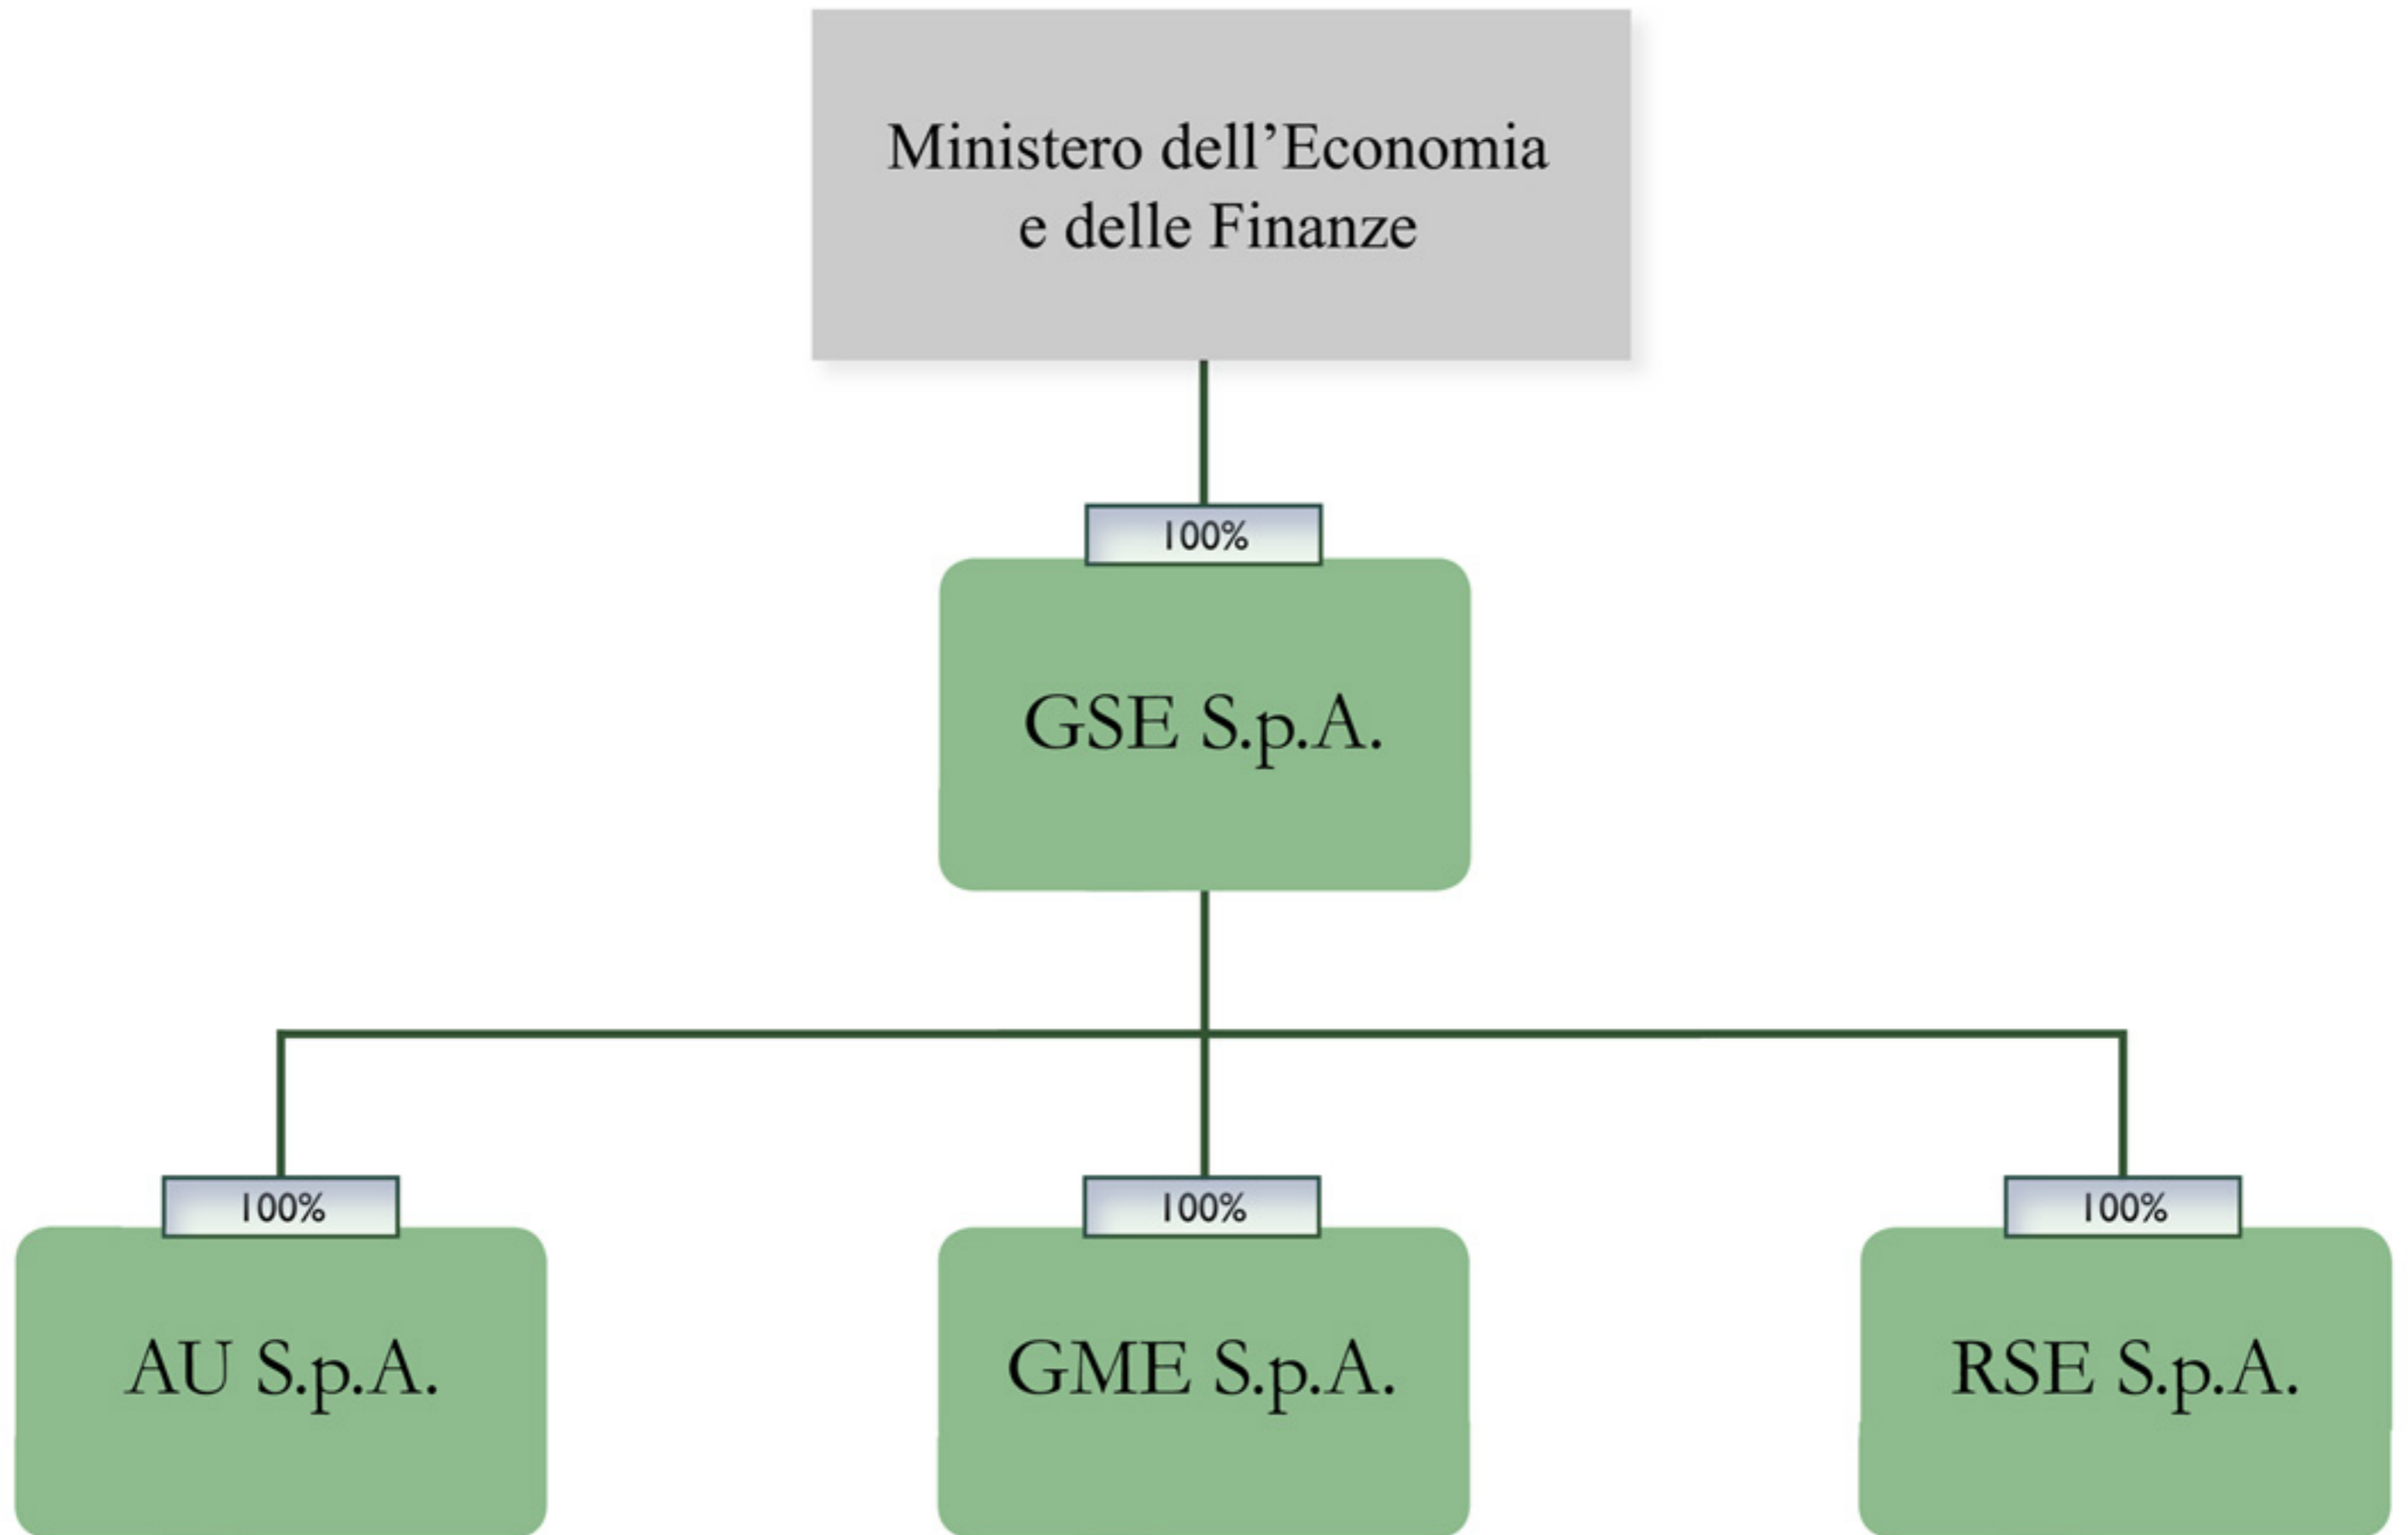 Ministero dell’Economia
e delle Finanze
100%
GSE S.p.A.
100%
100%
100%
AU S.p.A.
GME S.p.A.
RSE S.p.A.